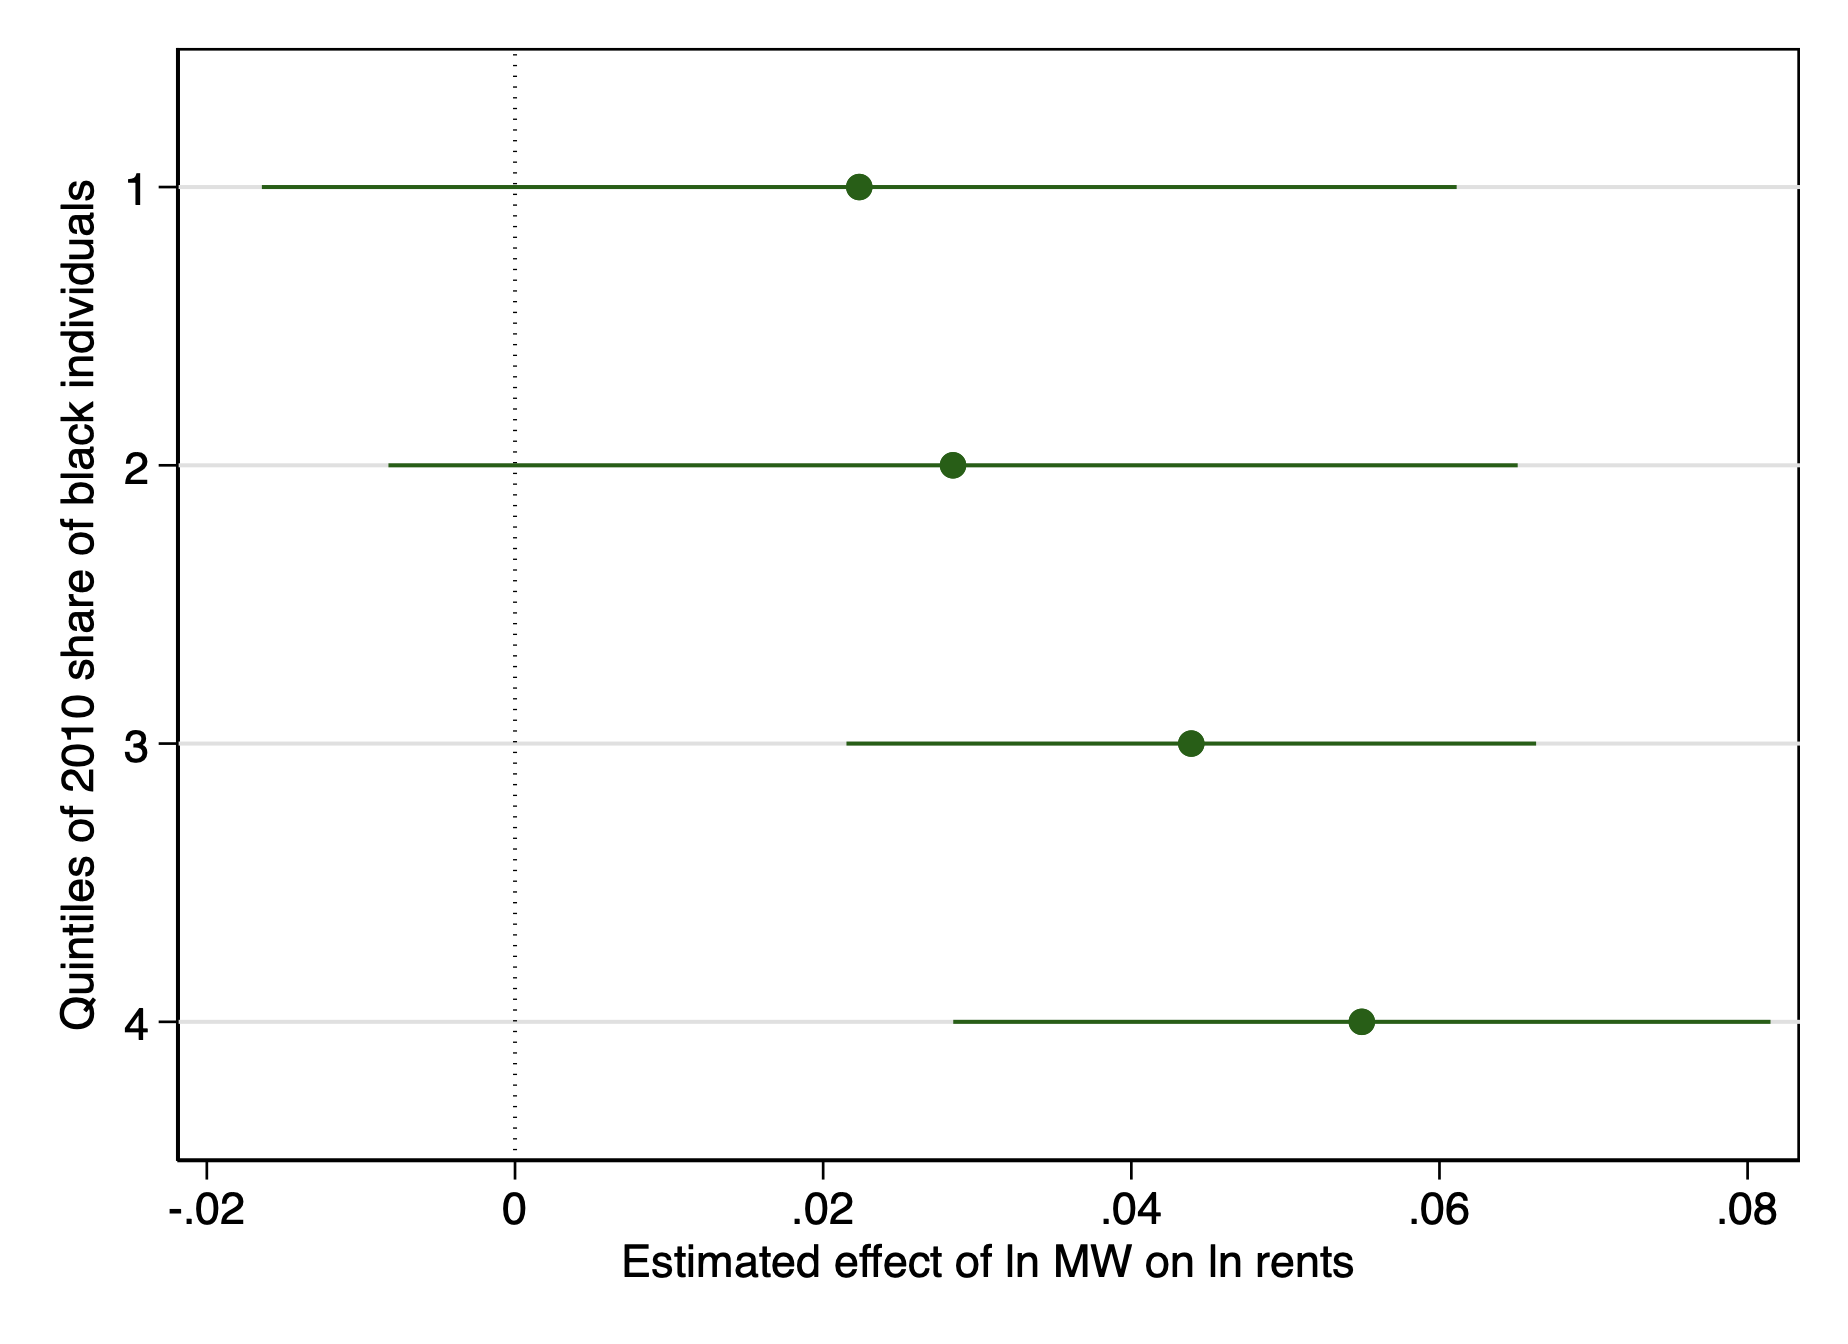 Quintiles of 2010 share of black individuals
1
2
3
4
-.02 0 .02 .04 .06 .08
Estimated effect of ln MW on ln rents